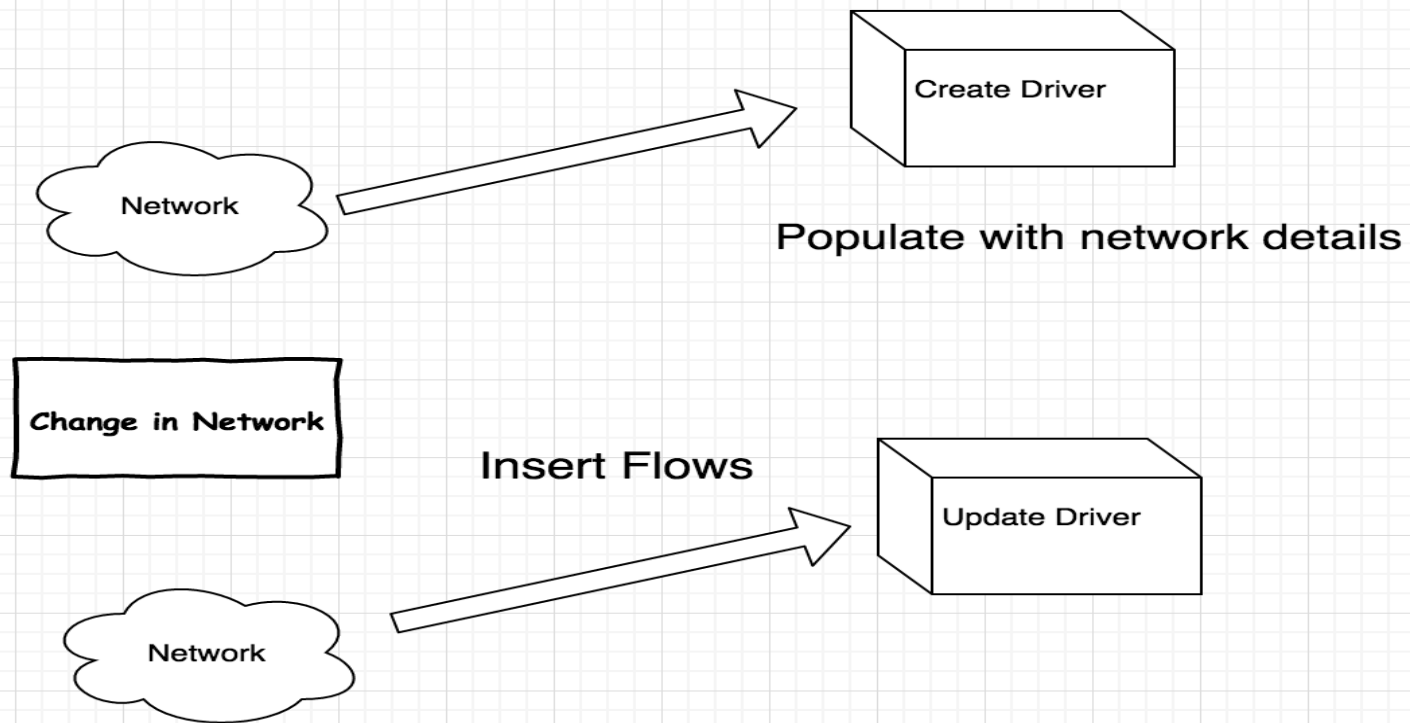 Create Driver
Network
Populate with network details
Change in Network
Insert Flows
Update Driver
Network